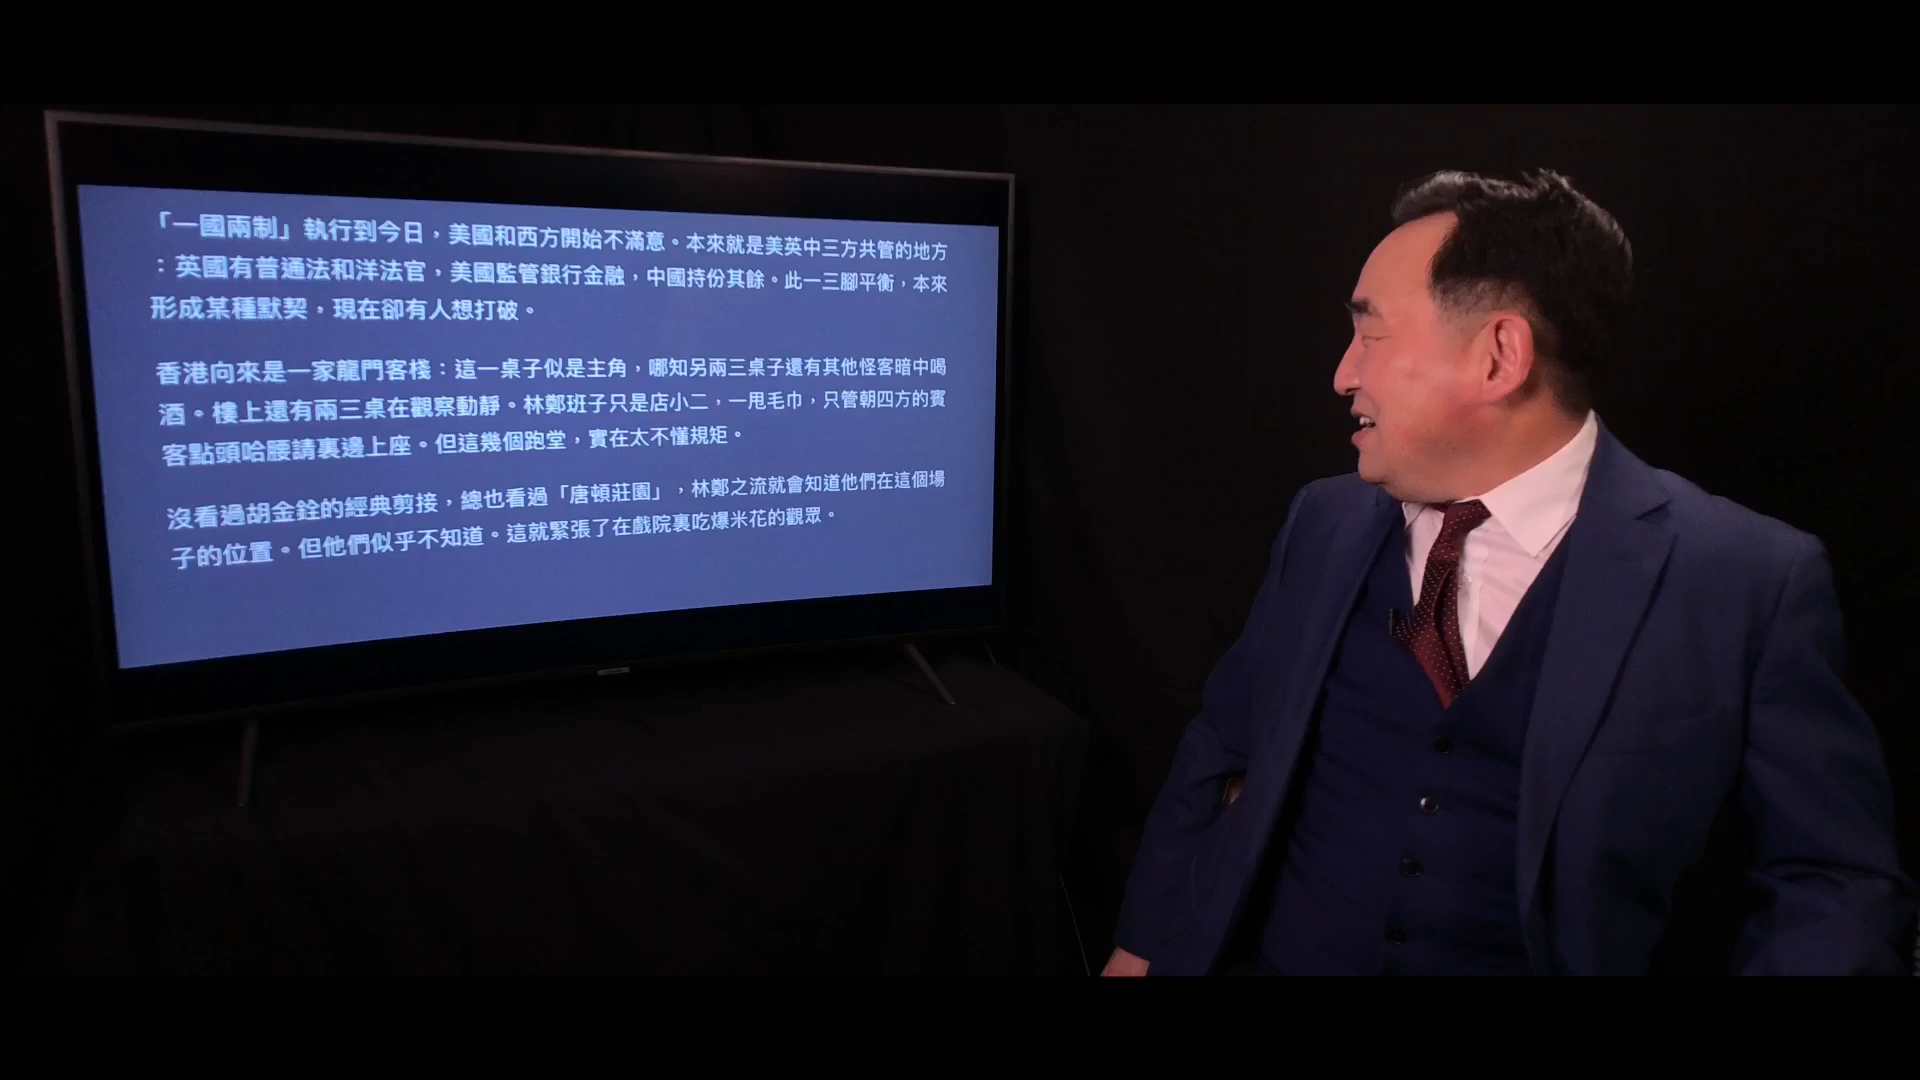 「一國兩制」執行到今日，美國和西方開始不滿意。本來就是美英中三方共管的地方
：英國有普通法和洋法官，美國監管銀行金融，中國持份其餘。此一三腳平衡，本來
形成某種默契，現在卻有人想打破。
香港向來是一家龍門客棧：這一桌子似是主角，哪知另兩三桌子還有其他怪客暗中喝
酒。樓上還有兩三桌在觀察動靜。林鄭班子只是店小二，一甩毛巾，只管朝四方的賓
客點頭哈腰請裏邊上座。但這幾個跑堂，實在太不懂規矩。
沒看過胡金銓的經典剪接，總也看過「唐頓莊園」，林鄭之流就會知道他們在這個場
子的位置。但他們似乎不知道。這就緊張了在戲院裏吃爆米花的觀眾。